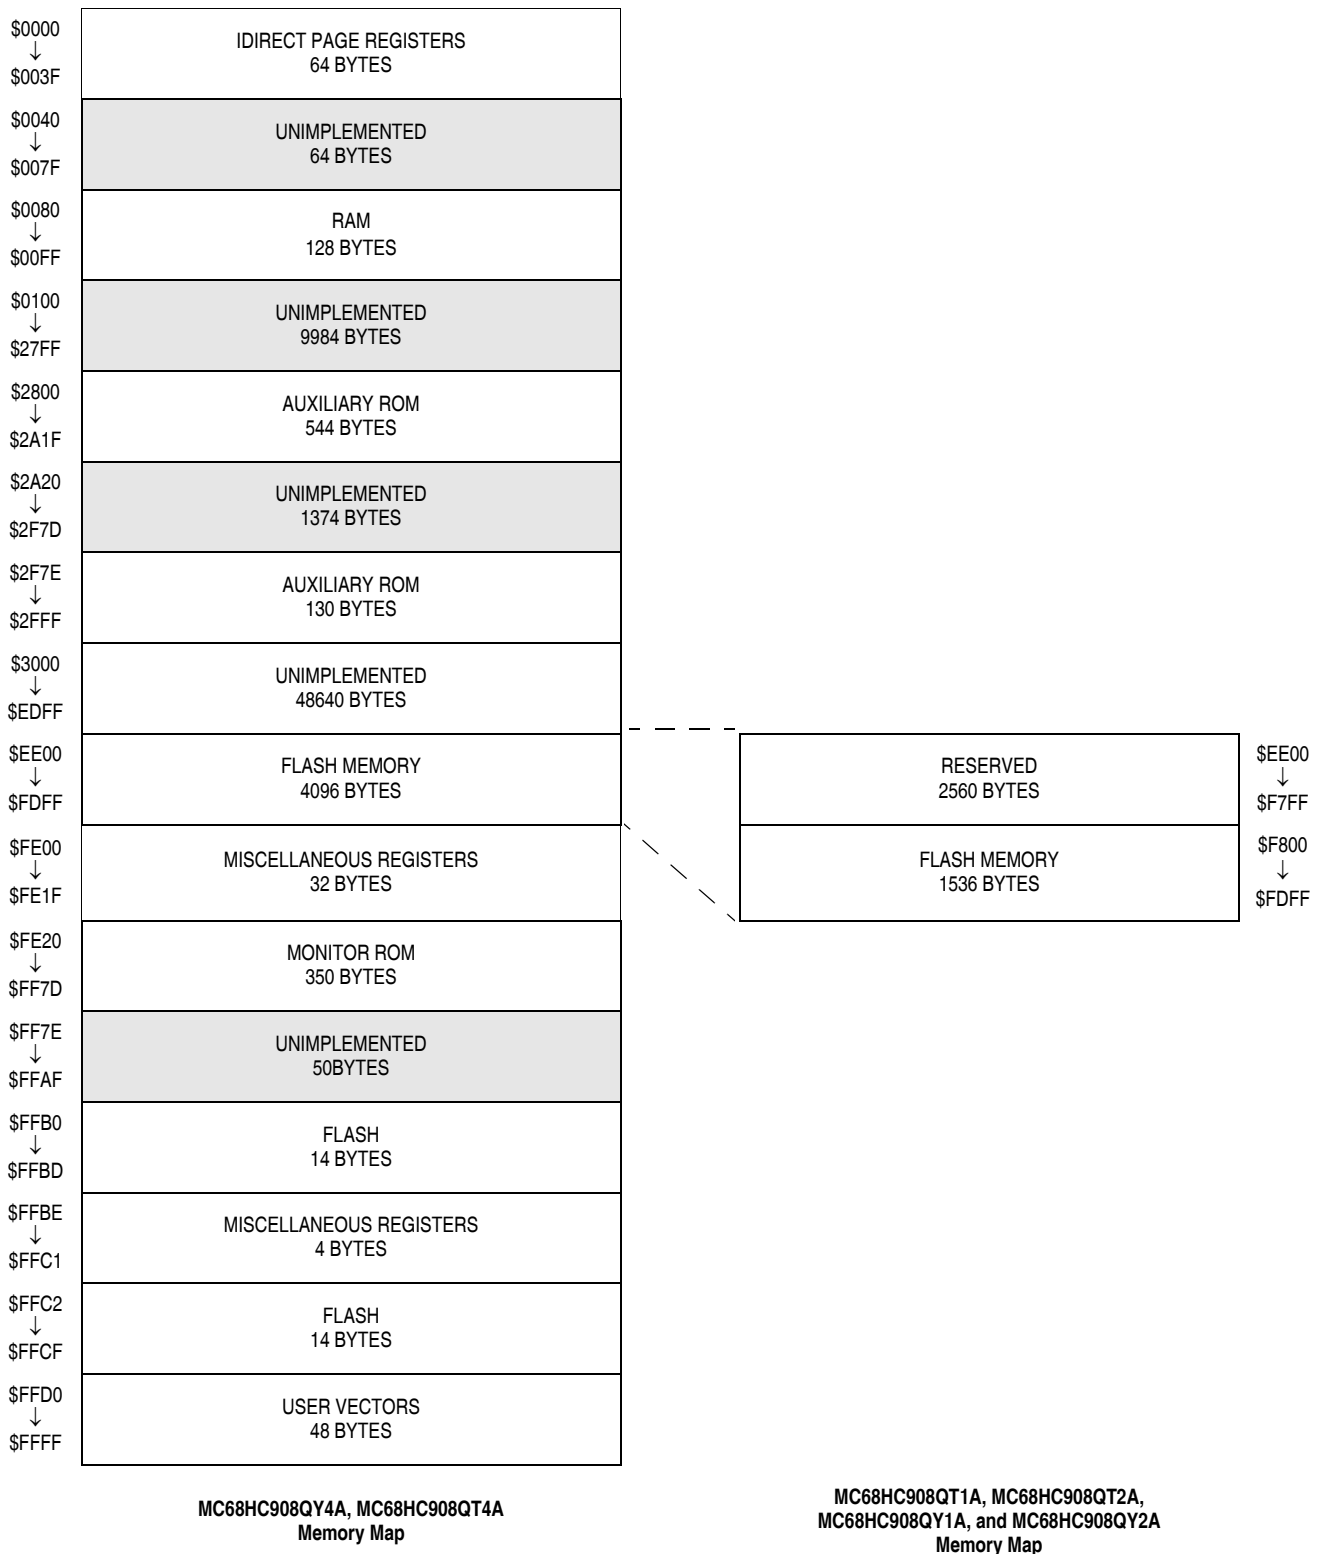 $0000
↓
$003F
IDIRECT PAGE REGISTERS
64 BYTES
$0040
↓
$007F
UNIMPLEMENTED
64 BYTES
$0080
↓
$00FF
RAM
128 BYTES
$0100
↓
$27FF
UNIMPLEMENTED
9984 BYTES
$2800
↓
$2A1F
AUXILIARY ROM
544 BYTES
$2A20
↓
$2F7D
UNIMPLEMENTED
1374 BYTES
$2F7E
↓
$2FFF
AUXILIARY ROM
130 BYTES
$3000
↓
$EDFF
UNIMPLEMENTED
48640 BYTES
$EE00
↓
$FDFF
FLASH MEMORY
4096 BYTES
RESERVED
2560 BYTES
$EE00
↓
$F7FF
$FE00
↓
$FE1F
MISCELLANEOUS REGISTERS
32 BYTES
FLASH MEMORY
1536 BYTES
$F800
↓
$FDFF
$FE20
↓
$FF7D
MONITOR ROM
350 BYTES
$FF7E
↓
$FFAF
UNIMPLEMENTED
50BYTES
$FFB0
↓
$FFBD
FLASH
14 BYTES
$FFBE
↓
$FFC1
MISCELLANEOUS REGISTERS
4 BYTES
$FFC2
↓
$FFCF
FLASH
14 BYTES
$FFD0
↓
$FFFF
USER VECTORS
48 BYTES
MC68HC908QY4A, MC68HC908QT4A
Memory Map
MC68HC908QT1A, MC68HC908QT2A,
MC68HC908QY1A, and MC68HC908QY2A
Memory Map